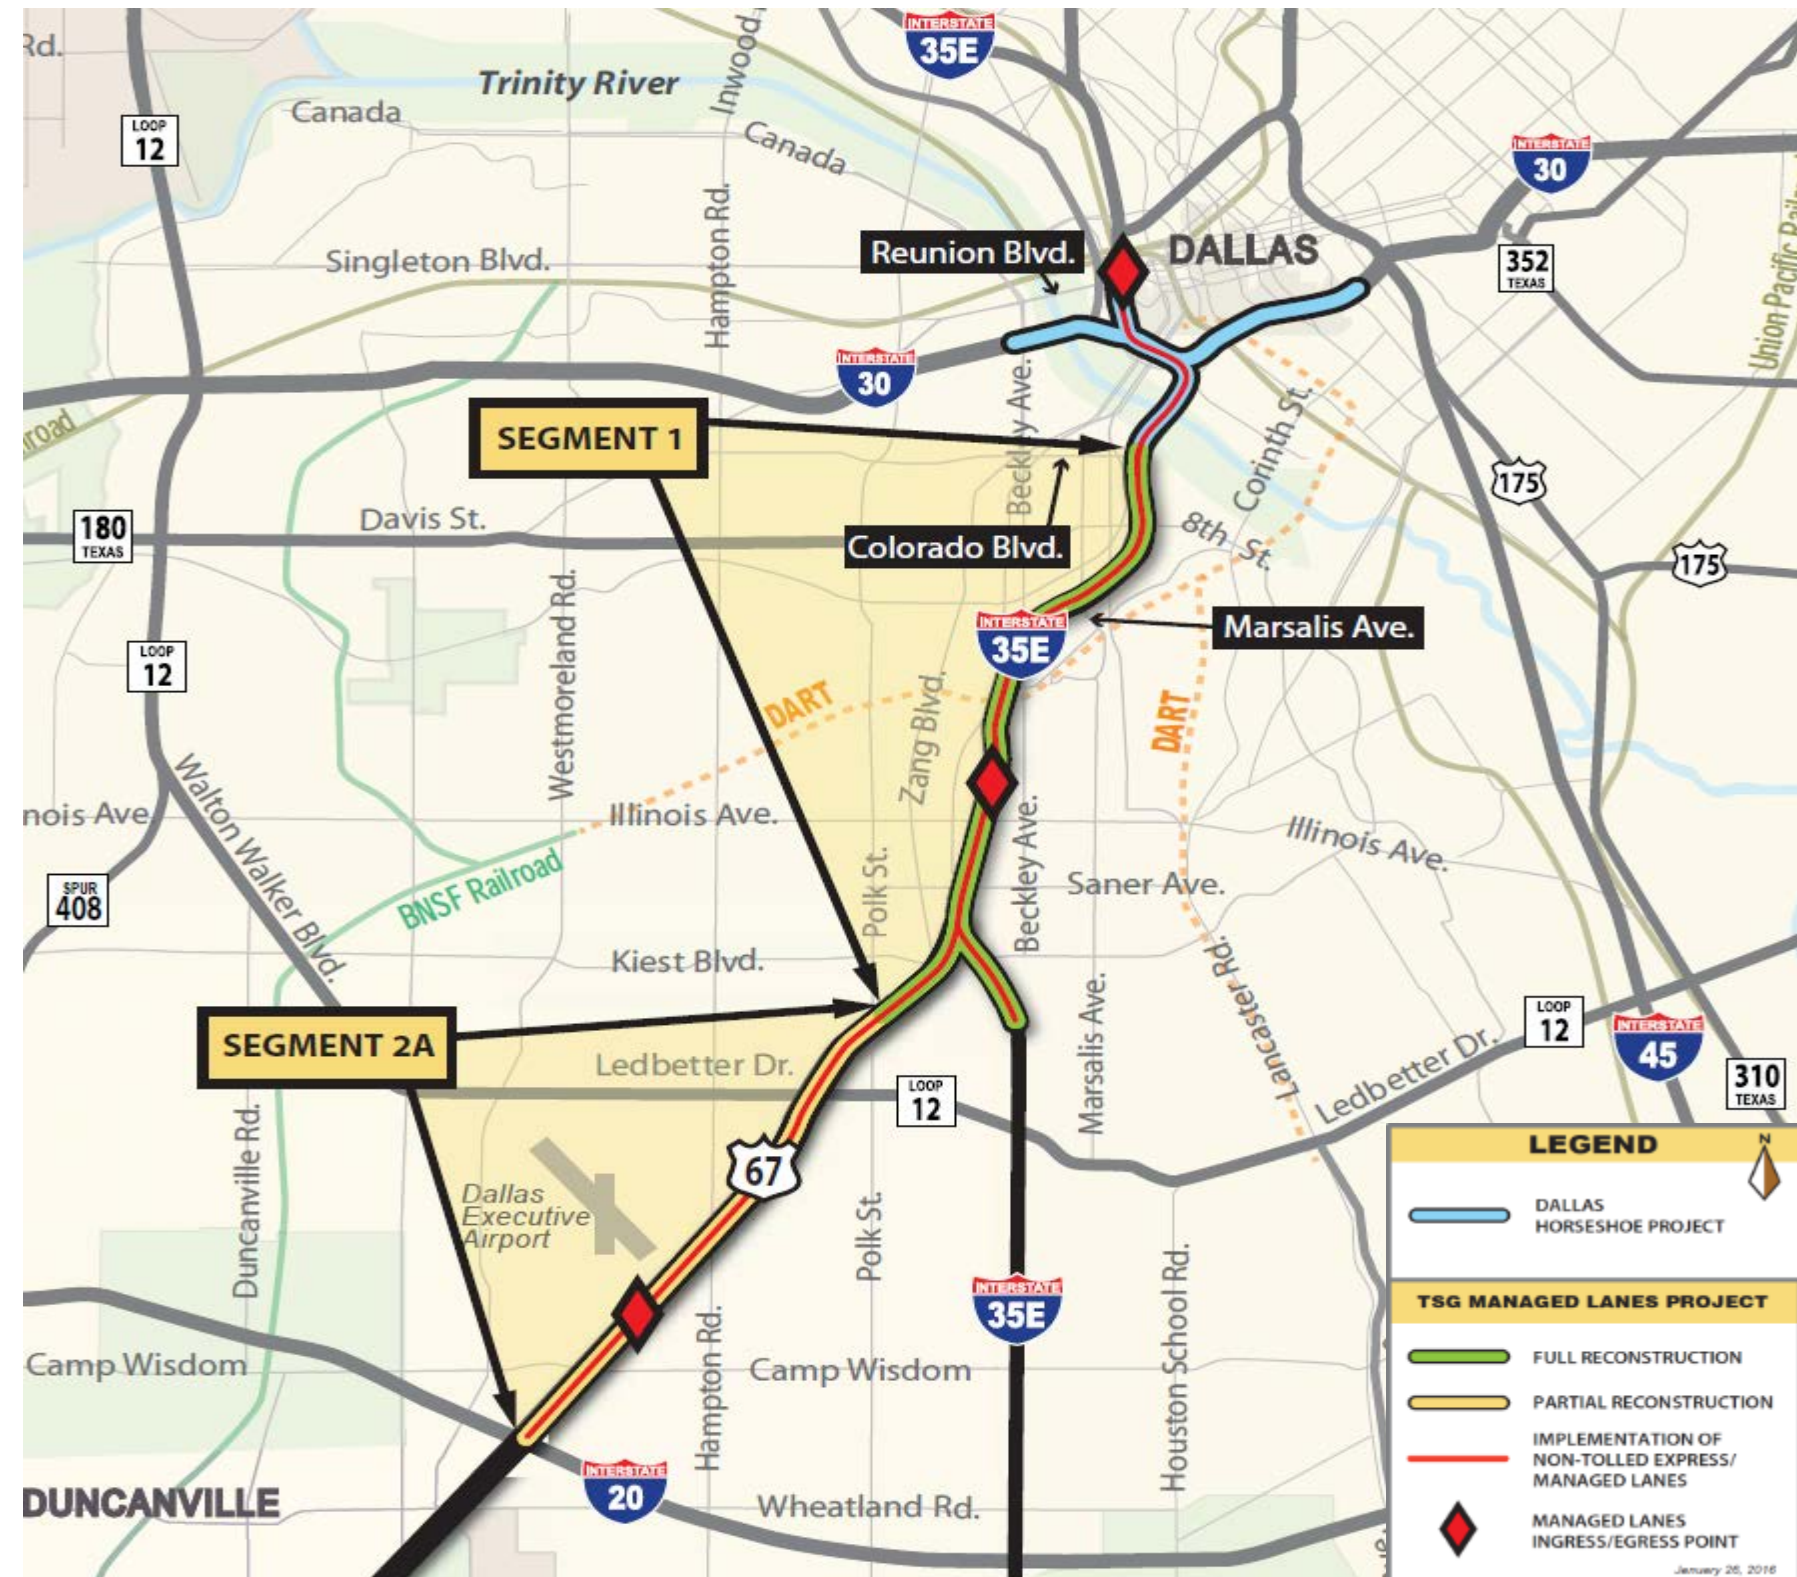 Rd.
INTERSTATE
35E
Inwood
Trinity River
Canada
LOOP
12
Canada
INTERSTATE
30
Hampton Rd.
Reunion Blvd.
DALLAS
Singleton Blvd.
352
TEXAS
Union Pacific
INTERSTATE
30
Beckley Ave.
Corinth St.
road
SEGMENT 1
175
180
TEXAS
Davis St.
Colorado Blvd.
8th St.
175
Westmoreland Rd.
INTERSTATE
35E
Marsalis Ave.
LOOP
12
DART
Zang Blvd.
DART
Walton Walker Blvd.
nois Ave
Illinois Ave.
Illinois Ave.
Beckley Ave.
Polk St.
Saner Ave.
SPUR
408
BNSF Railroad
Kiest Blvd.
Lancaster Rd.
Marsalis Ave.
SEGMENT 2A
Ledbetter Dr.
LOOP
12
LOOP
12
INTERSTATE
45
Ledbetter Dr.
310
TEXAS
Duncanville Rd.
67
Dallas
Executive
Airport
Polk St.
Houston School Rd.
INTERSTATE
35E
Hampton Rd.
Camp Wisdom
Camp Wisdom
INTERSTATE
20
DUNCANVILLE
Wheatland Rd.
LEGEND
N
DALLAS
HORSESHOE PROJECT
TSG MANAGED LANES PROJECT
FULL RECONSTRUCTION
PARTIAL RECONSTRUCTION
IMPLEMENTATION OF
NON-TOLLED EXPRESS/
MANAGED LANES
MANAGED LANES
INGRESS/EGRESS POINT
January 26, 2016